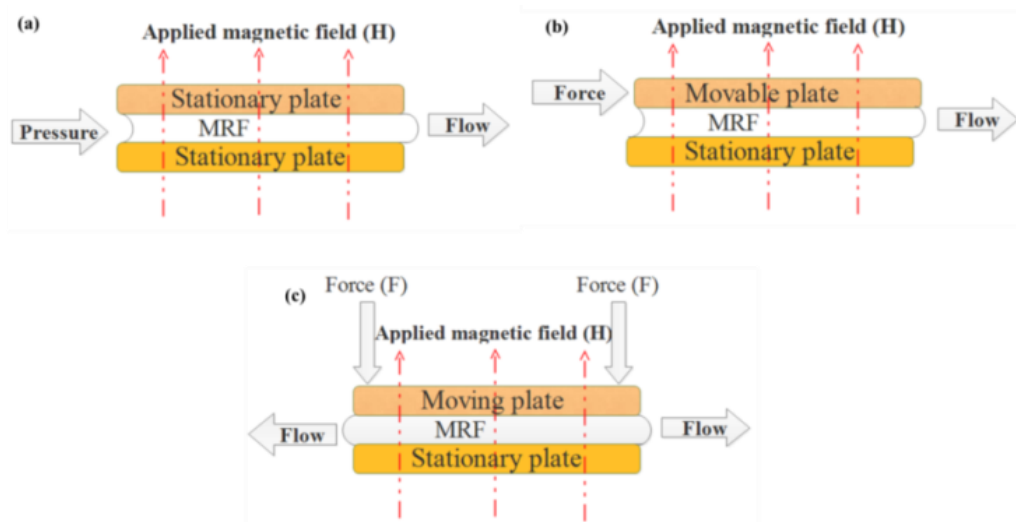 (a)
Applied magnetic field (H)
Stationary plate
Pressure
MRF
Flow
Stationary plate
(b)
Applied magnetic field (H)
Force
Movable plate
MRF
Flow
Stationary plate
(c)
Force (F)
Force (F)
Applied magnetic field (H)
Moving plate
Flow
MRF
Flow
Stationary plate